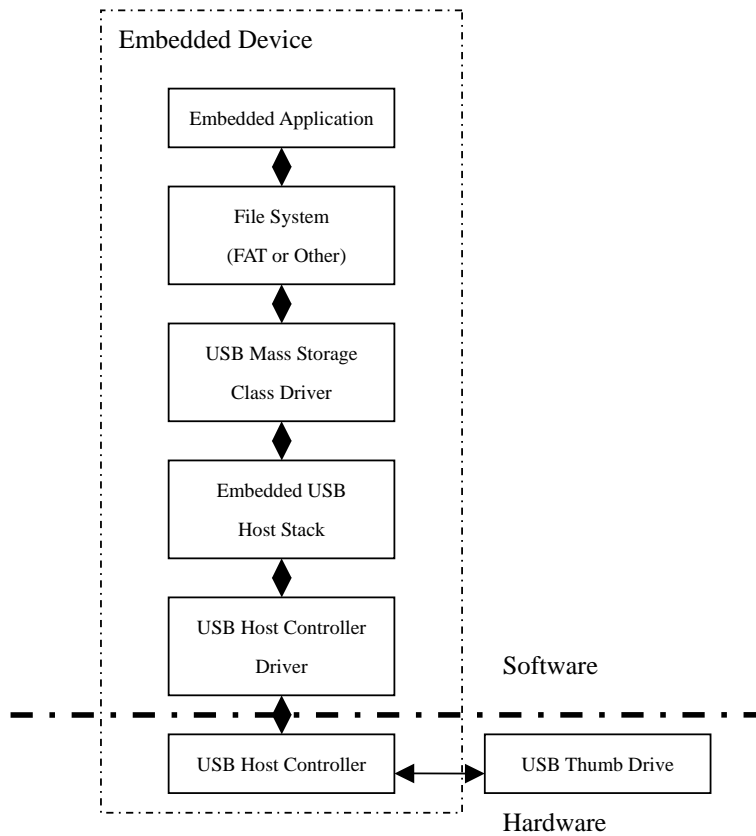 Embedded Device
Embedded Application
File System
(FAT or Other)
USB Mass Storage
Class Driver
Embedded USB
Host Stack
USB Host Controller
Driver
Software
USB Host Controller
USB Thumb Drive
Hardware